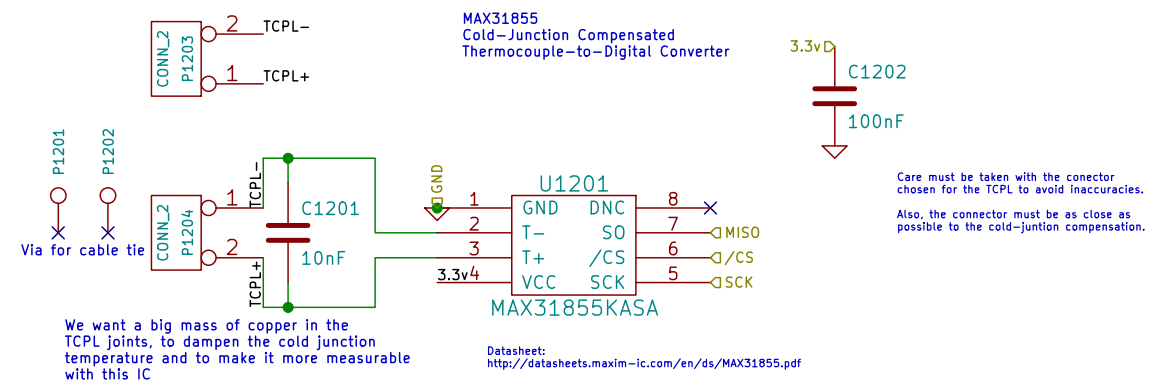 MAX31855
Cold-Junction Compensated
Thermocouple-to-Digital Converter
CONN_2
P1203
2
TCPL-
1
TCPL+
3.3v
C1202
100nF
P1201
P1202
Via for cable tie
CONN_2
P1204
1
TCPL-
2
TCPL+
C1201
10nF
GND
U1201
1
GND
DNC
8
2
T-
SO
7
MISO
3
T+
/CS
6
/CS
3.3v
4
VCC
SCK
5
SCK
MAX31855KASA
Care must be taken with the conector
chosen for the TCPL to avoid inaccuracies.
Also, the connector must be as close as
possible to the cold-juntion compensation.
We want a big mass of copper in the
TCPL joints, to dampen the cold junction
temperature and to make it more measurable
with this IC
Datasheet:
http://datasheets.maxim-ic.com/en/ds/MAX31855.pdf